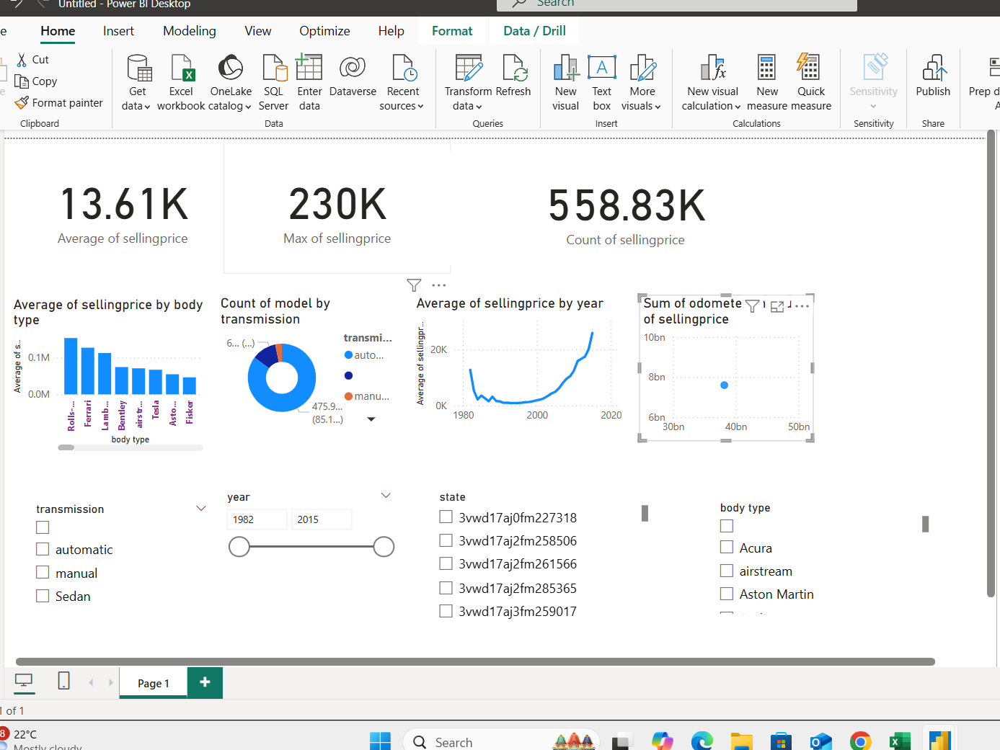 Untitled - Power BI Desktop
Search
Home Insert Modeling View Optimize Help Format Data / Drill
Cut
Copy
Format painter
Clipboard
Get data
Excel workbook
OneLake catalog
SQL Server
Enter data
Dataverse
Recent sources
Data
Transform data
Refresh
Queries
New visual
Text box
More visuals
Insert
New visual calculation
New measure
Quick measure
Calculations
Sensitivity
Sensitivity
Publish
Share
Prep d
13.61K
Average of sellingprice
230K
Max of sellingprice
558.83K
Count of sellingprice
Average of sellingprice by body
type
Average of s...
0.1M
0.0M
Rolls-...
Ferrari
Lamb...
Bentley
airstr...
Tesla
Asto...
Fisker
body type
Count of model by
transmission
6... (...)
475.9...
(85.1...)
transmi...
auto...
manu...
Average of sellingprice by year
Average of sellingpr...
20K
0K
1980 2000 2020
Sum of odomete
of sellingprice
10bn
8bn
6bn
30bn 40bn 50bn
transmission
automatic
manual
Sedan
year
1982 2015
state
3vwd17aj0fm227318
3vwd17aj2fm258506
3vwd17aj2fm261566
3vwd17aj2fm285365
3vwd17aj3fm259017
body type
Acura
airstream
Aston Martin
Page 1
1 of 1
8
22°C
Mostly cloudy
Search